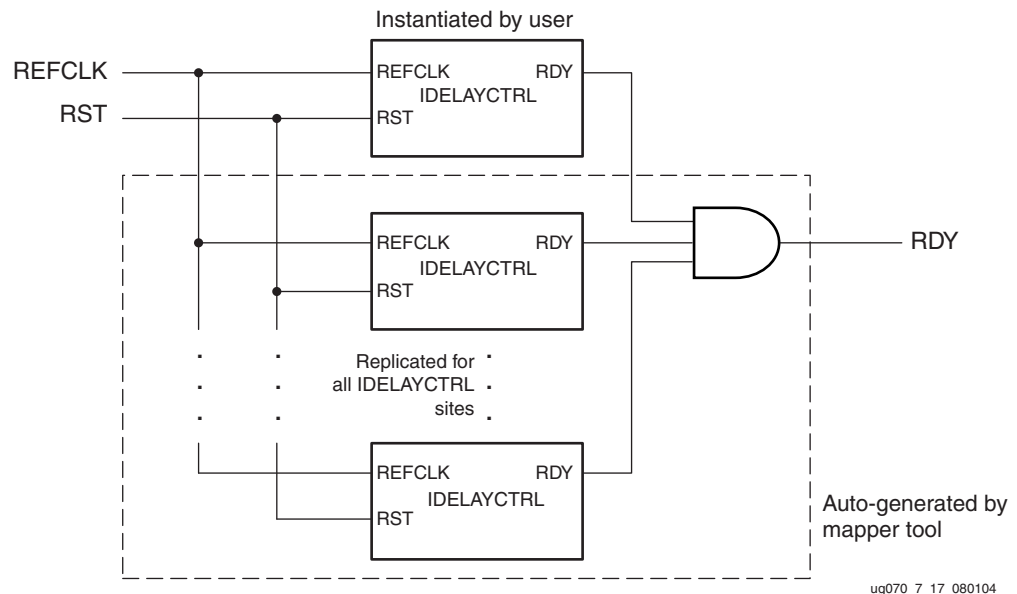 Instantiated by user
REFCLK
RST
REFCLK RDY
IDELAYCTRL
RST
REFCLK RDY
IDELAYCTRL
RST
RDY
Replicated for
all IDELAYCTRL
sites
REFCLK RDY
IDELAYCTRL
RST
Auto-generated by
mapper tool
ug070_7_17_080104